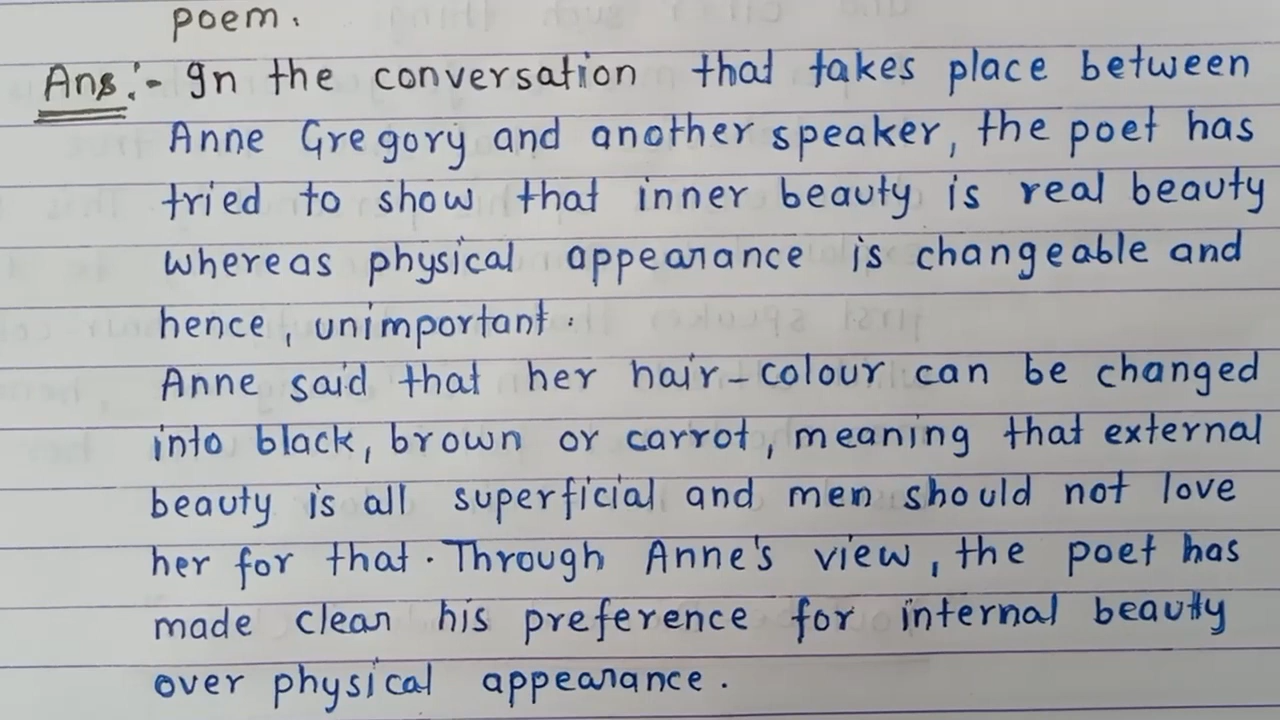 poem.
Ans:- In the conversation that takes place between
Anne Gregory and another speaker, the poet has
tried to show that inner beauty is real beauty
whereas physical appearance is changeable and
hence, unimportant.
Anne said that her hair-colour can be changed
into black, brown or carrot, meaning that external
beauty is all superficial and men should not love
her for that. Through Anne's view, the poet has
made clear his preference for internal beauty
over physical appearance.